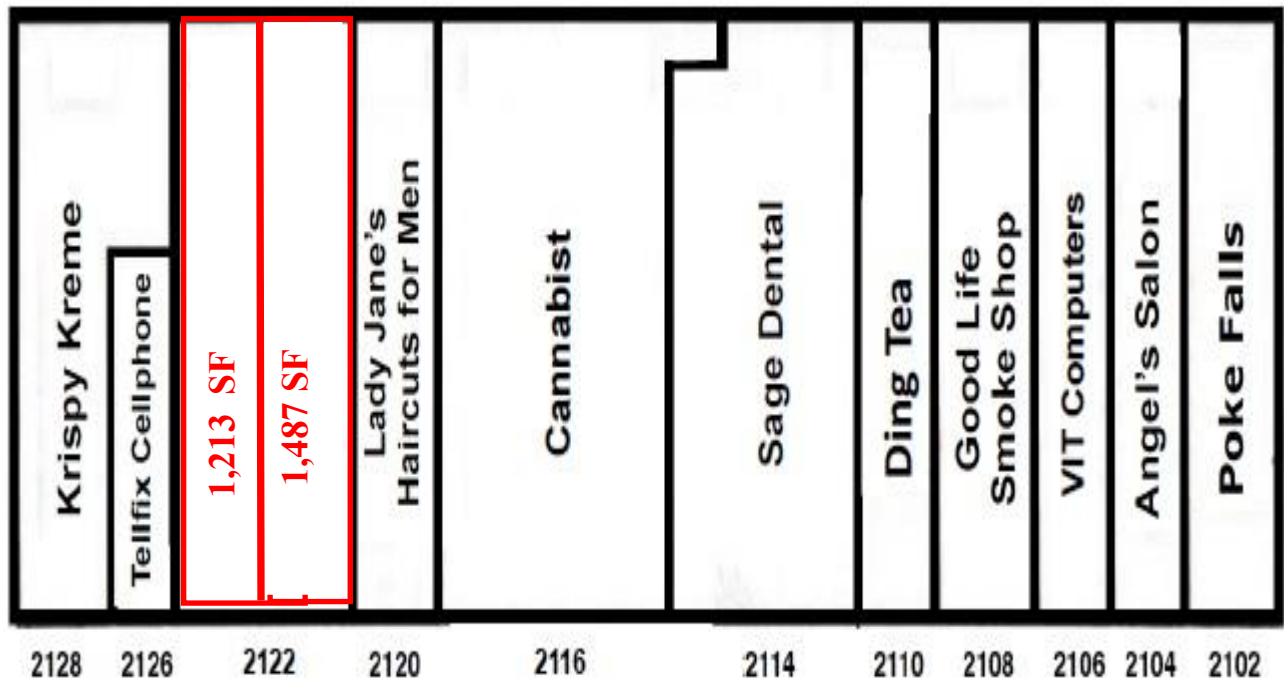 Krispy Kreme
Tellfix Cellphone
1,213 SF
1,487 SF
Lady Jane's
Haircuts for Men
Cannabist
Sage Dental
Ding Tea
Good Life
Smoke Shop
VIT Computers
Angel's Salon
Poke Falls
2128 2126 2122 2120 2116 2114 2110 2108 2106 2104 2102